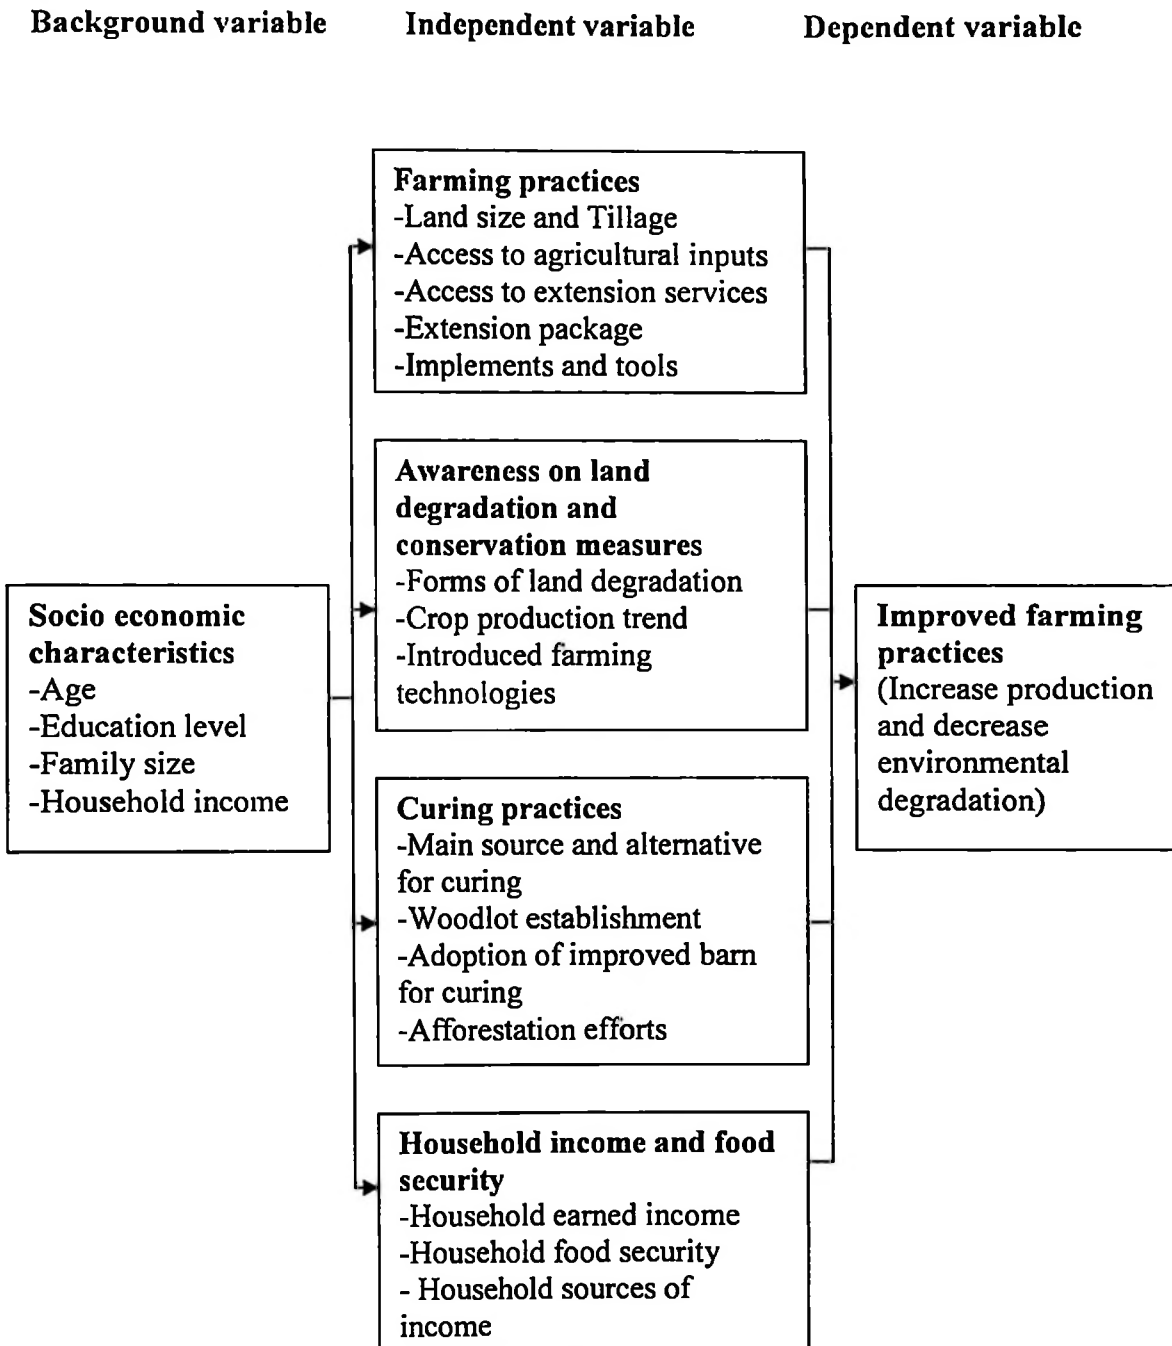 Background variable
Independent variable
Dependent variable
Farming practices
-Land size and Tillage
-Access to agricultural inputs
-Access to extension services
-Extension package
-Implements and tools
Awareness on land
degradation and
conservation measures
-Forms of land degradation
-Crop production trend
-Introduced farming
technologies
Socio economic
characteristics
-Age
-Education level
-Family size
-Household income
Improved farming
practices
(Increase production
and decrease
environmental
degradation)
Curing practices
-Main source and alternative
for curing
-Woodlot establishment
-Adoption of improved barn
for curing
-Afforestation efforts
Household income and food
security
-Household earned income
-Household food security
- Household sources of
income